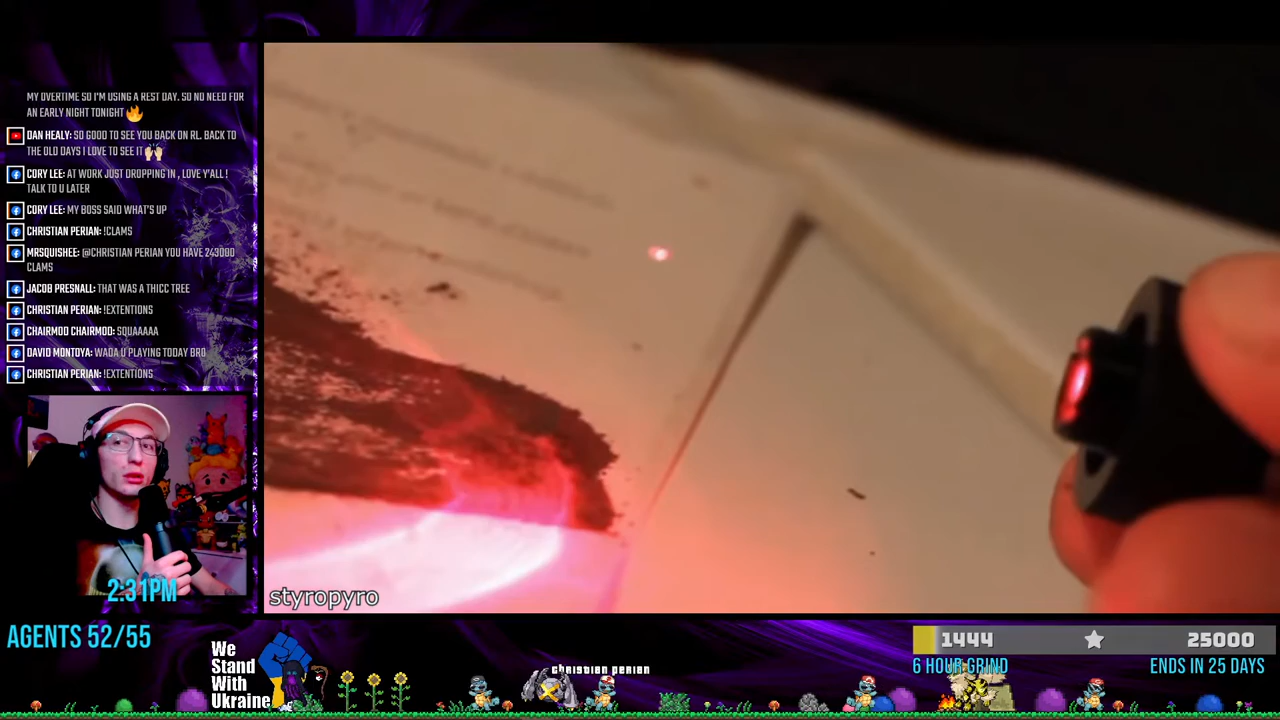 MY OVERTIME SO I'M USING A REST DAY. SO NO NEED FOR
AN EARLY NIGHT TONIGHT 🔥
DAN HEALY: SO GOOD TO SEE YOU BACK ON RL. BACK TO
THE OLD DAYS I LOVE TO SEE IT 🙌🏻
CORY LEE: AT WORK JUST DROPPING IN , LOVE Y'ALL !
TALK TO U LATER
CORY LEE: MY BOSS SAID WHAT'S UP
CHRISTIAN PERIAN: !CLAMS
MRSQUISHEE: @CHRISTIAN PERIAN YOU HAVE 243000
CLAMS
JACOB PRESNALL: THAT WAS A THICC TREE
CHRISTIAN PERIAN: !EXTENTIONS
CHAIRMOD CHAIRMOD: SQUAAAAA
DAVID MONTOYA: WADA U PLAYING TODAY BRO
CHRISTIAN PERIAN: !EXTENTIONS
2:31PM
styropyro
AGENTS 52/55
We
Stand
With
Ukraine
christian perian
1444 25000
6 HOUR GRIND ENDS IN 25 DAYS